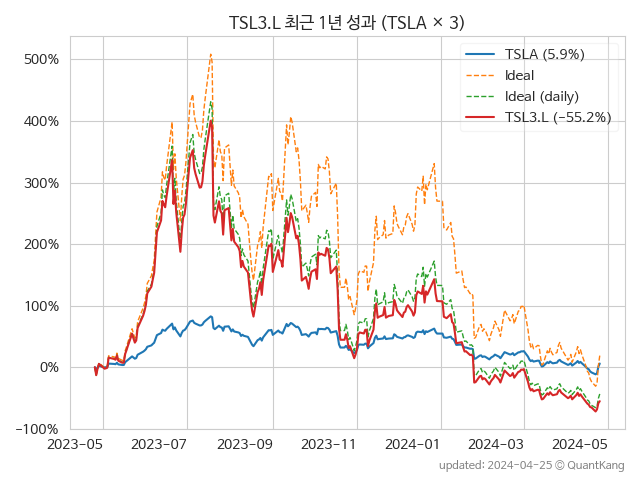 TSL3.L 최근 1년 성과 (TSLA × 3)
TSLA (5.9%)
Ideal
Ideal (daily)
TSL3.L (−55.2%)
500%
400%
300%
200%
100%
0%
−100%
2023-05 2023-07 2023-09 2023-11 2024-01 2024-03 2024-05
updated: 2024-04-25 © QuantKang